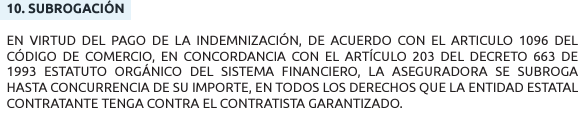 10. SUBROGACIÓN
EN VIRTUD DEL PAGO DE LA INDEMNIZACIÓN, DE ACUERDO CON EL ARTICULO 1096 DEL
CÓDIGO DE COMERCIO, EN CONCORDANCIA CON EL ARTÍCULO 203 DEL DECRETO 663 DE
1993 ESTATUTO ORGÁNICO DEL SISTEMA FINANCIERO, LA ASEGURADORA SE SUBROGA
HASTA CONCURRENCIA DE SU IMPORTE, EN TODOS LOS DERECHOS QUE LA ENTIDAD ESTATAL
CONTRATANTE TENGA CONTRA EL CONTRATISTA GARANTIZADO.